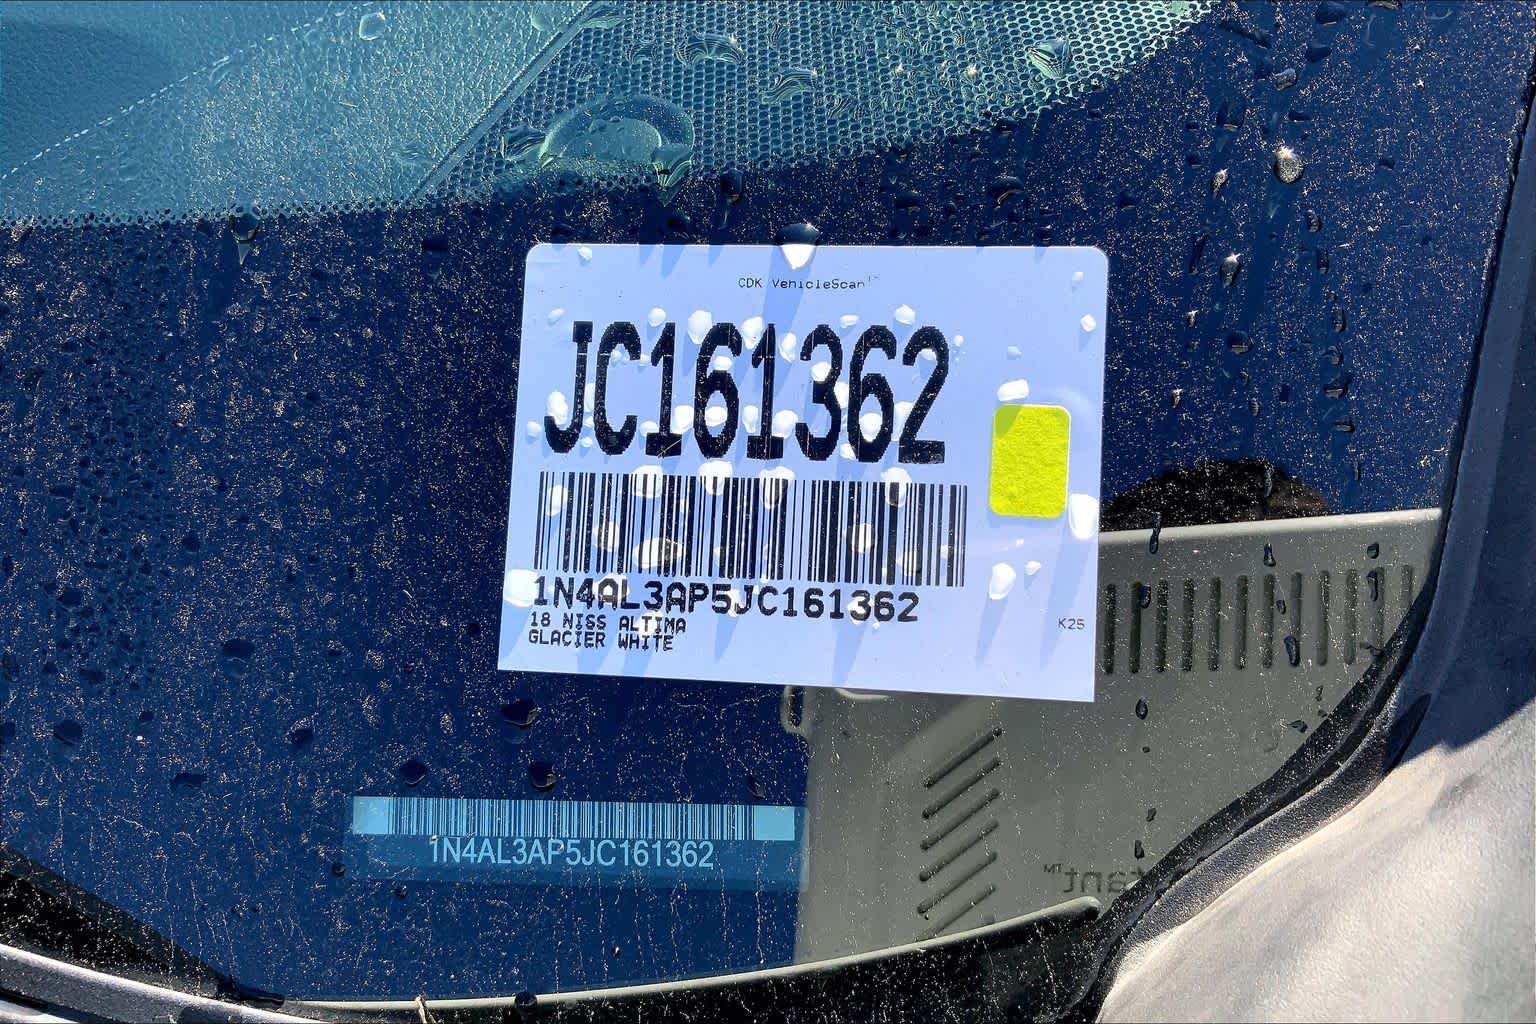 CDK VehicleScan™
JC161362
1N4AL3AP5JC161362
18 NISS ALTIMA
GLACIER WHITE
K25
1N4AL3AP5JC161362